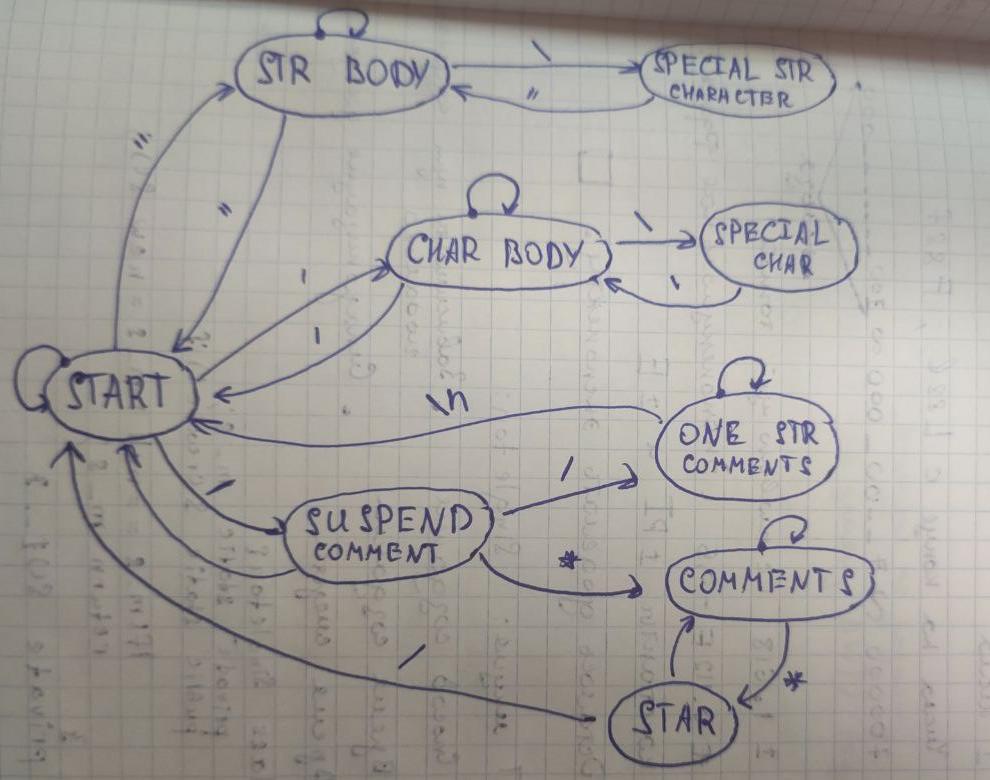 STR BODY
\
"
SPECIAL STR
CHARACTER
"
"
CHAR BODY
\
'
SPECIAL
CHAR
'
'
START
\n
ONE STR
COMMENTS
/
SUSPEND
COMMENT
/
*
COMMENTS
*
/
STAR